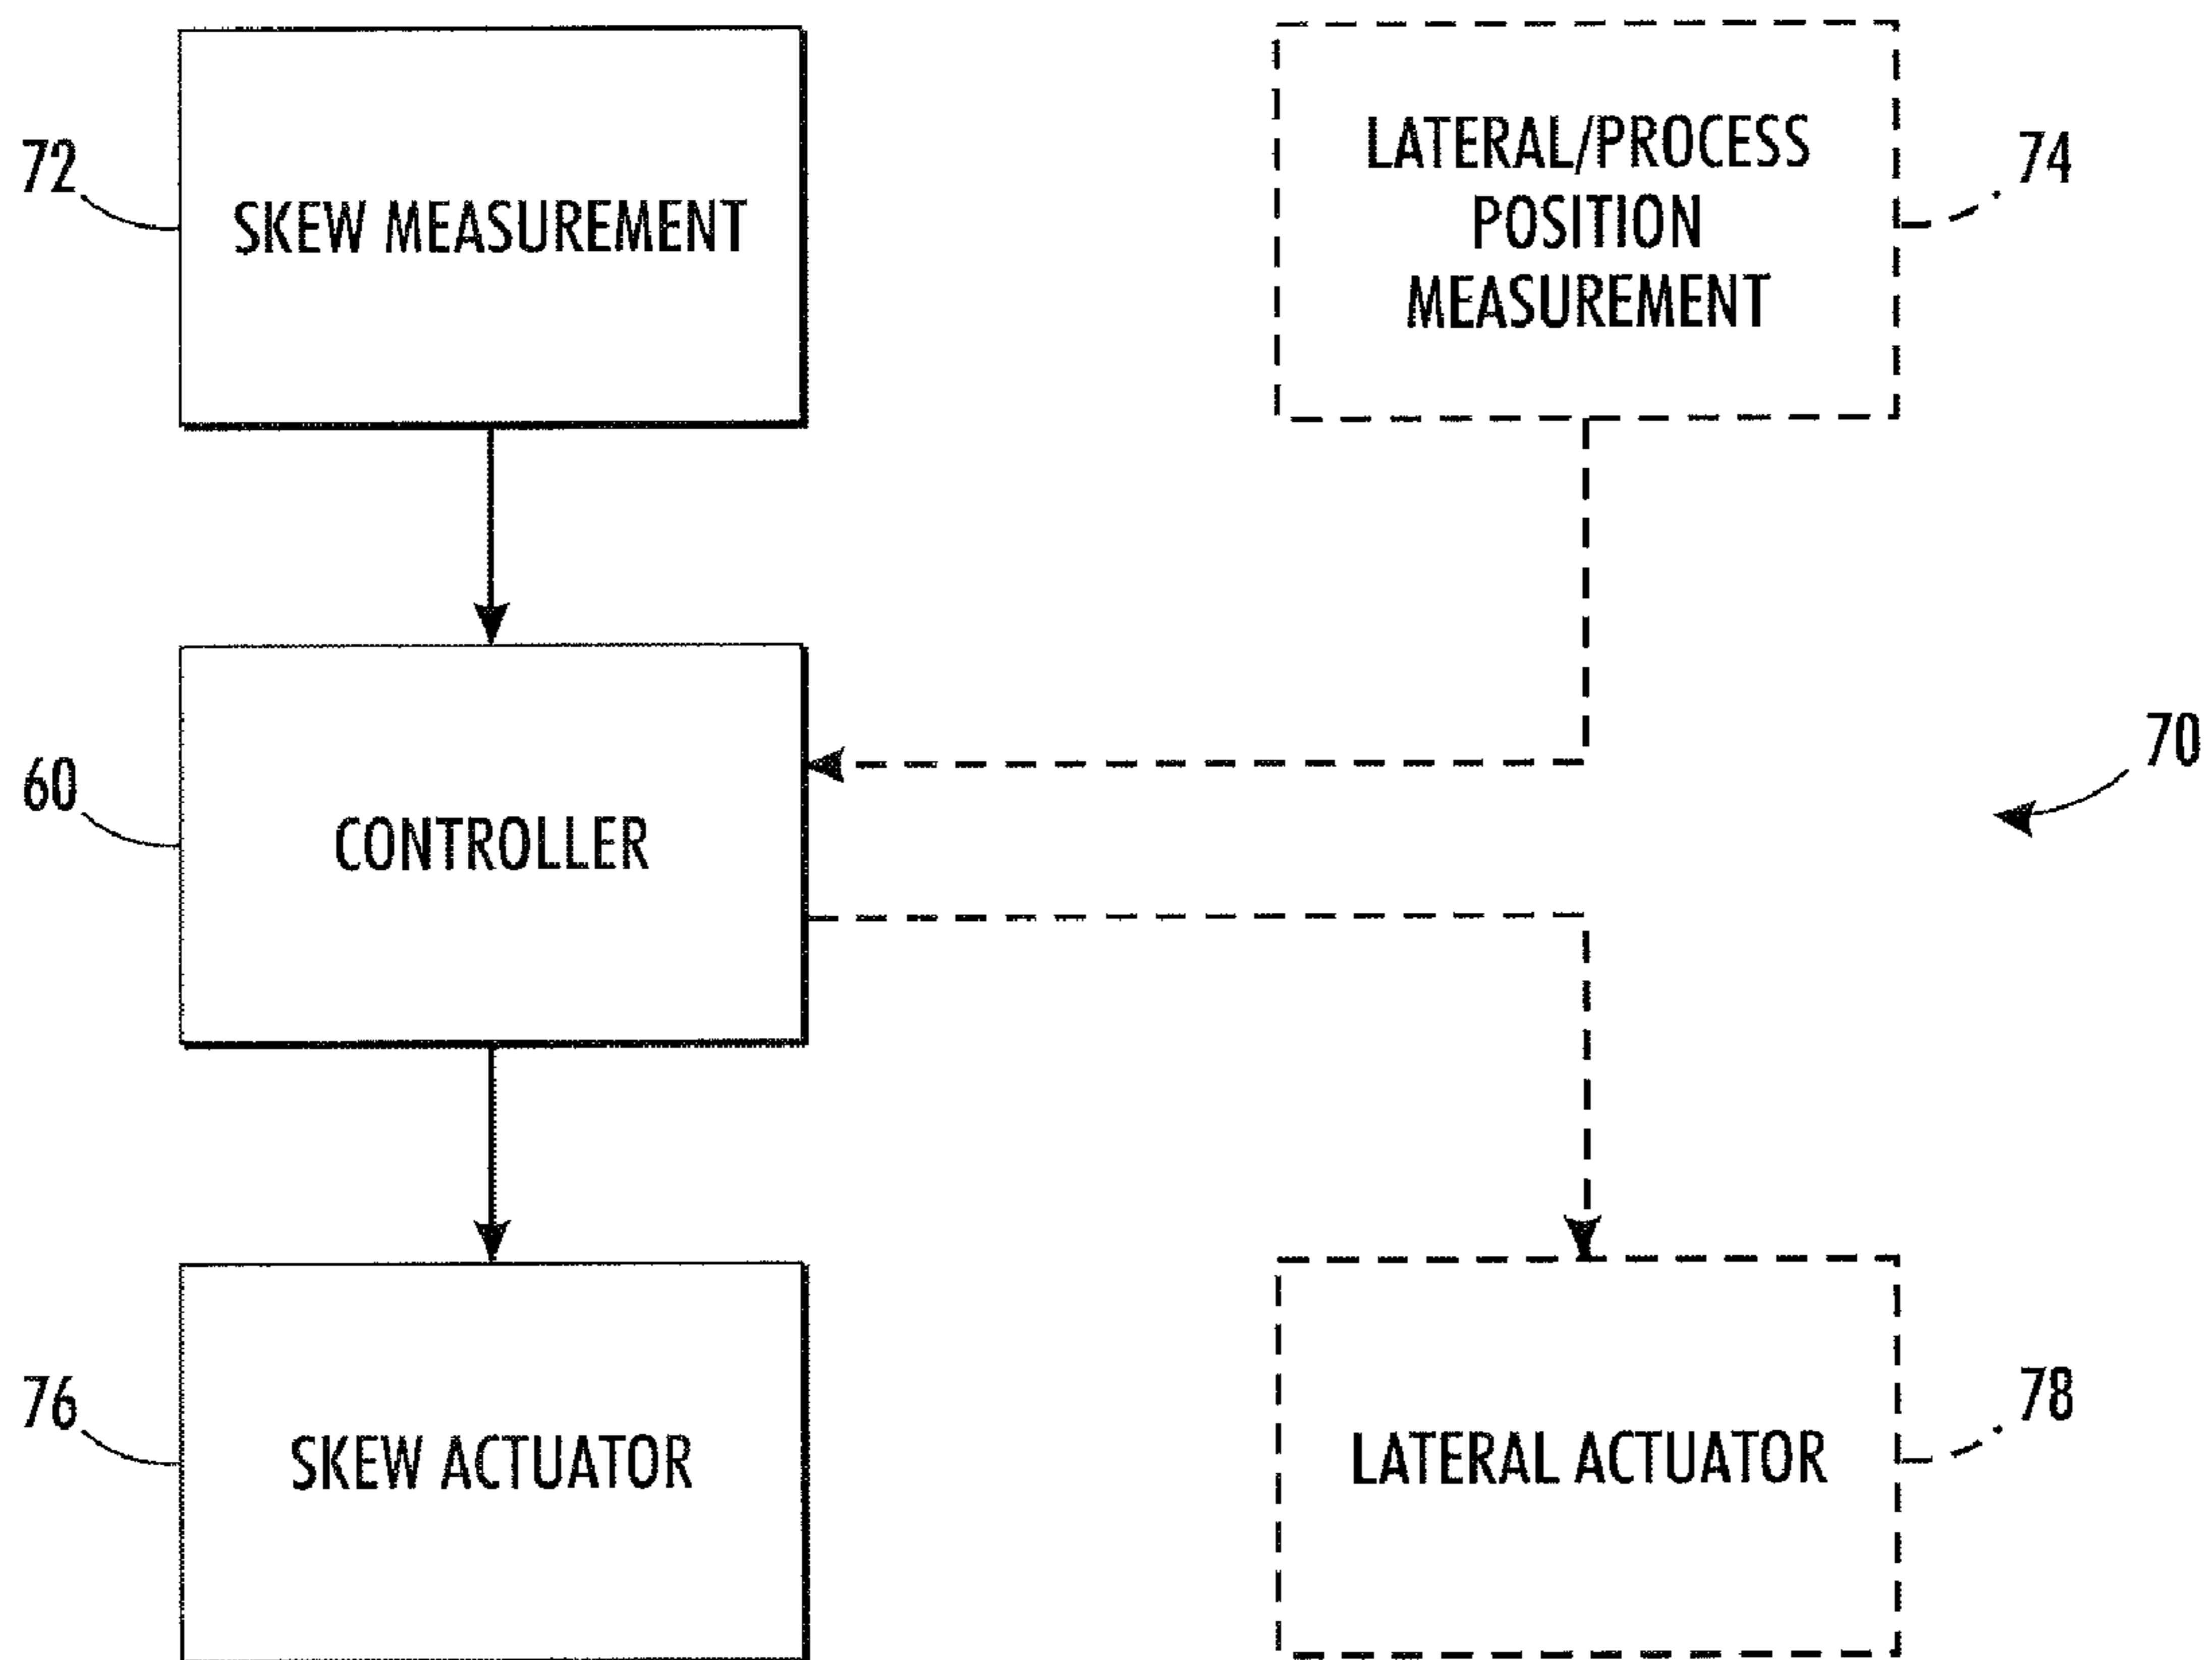 72
SKEW MEASUREMENT
LATERAL/PROCESS
POSITION
MEASUREMENT
74
60
CONTROLLER
70
76
SKEW ACTUATOR
LATERAL ACTUATOR
78